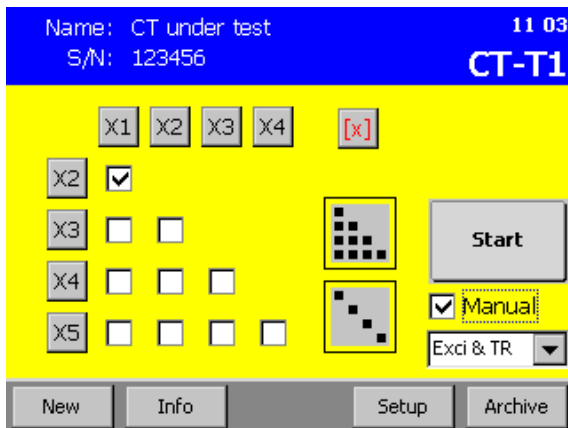 Name: CT under test
11 03
S/N: 123456
CT-T1
X1 X2 X3 X4 [x]
X2
X3
Start
X4
Manual
X5
Exci & TR
New Info Setup Archive